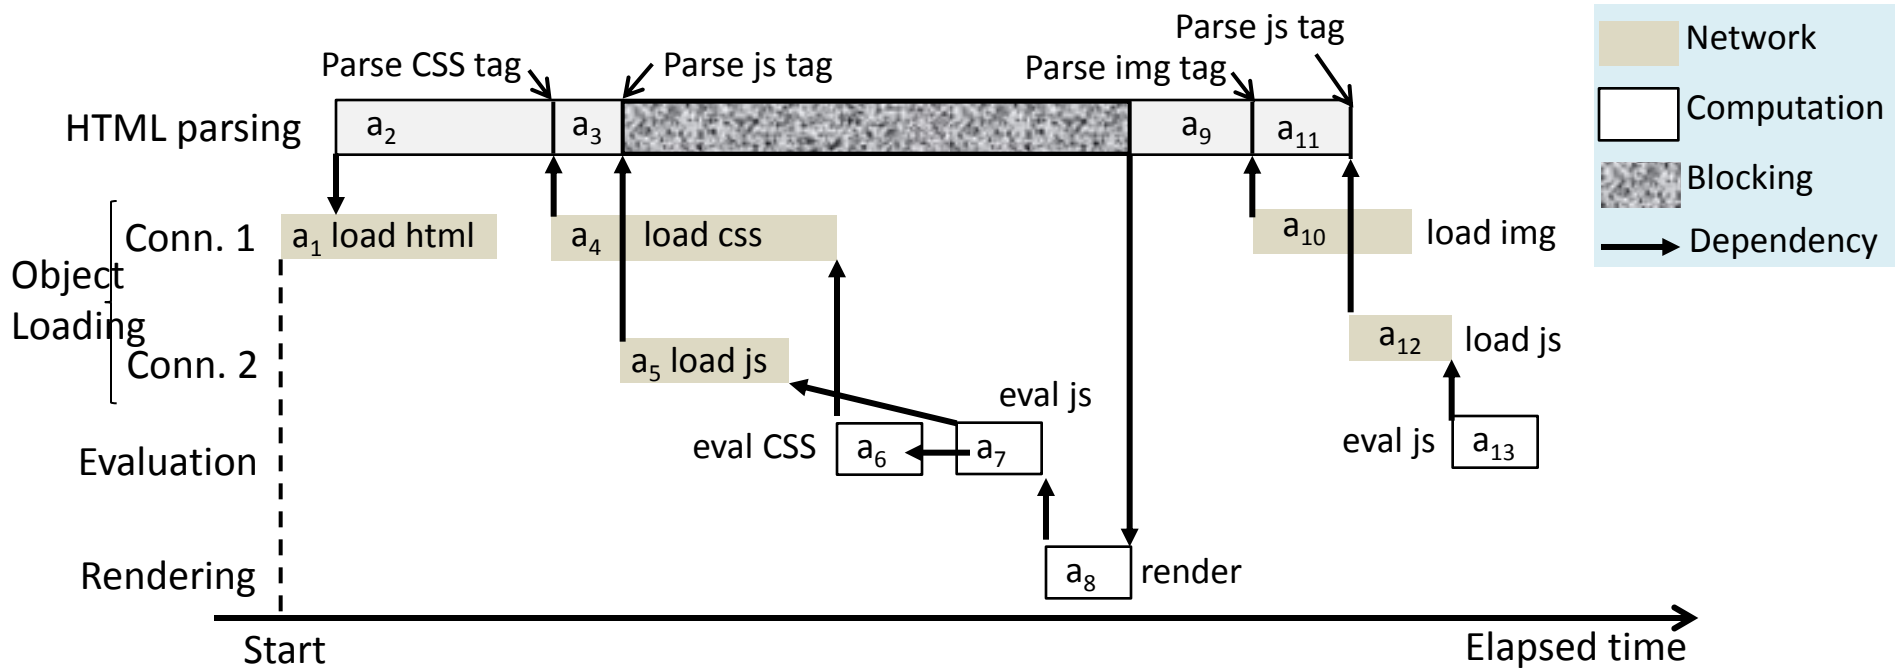 Parse js tag
Network
Parse CSS tag
Parse js tag
Parse img tag
Computation
HTML parsing
a2
a3
a9
a11
Blocking
Object
Loading
Conn. 1
a1 load html
a4 load css
a10
load img
Dependency
Conn. 2
a5 load js
a12
load js
eval js
Evaluation
eval CSS
a6
a7
eval js
a13
Rendering
a8
render
Start
Elapsed time